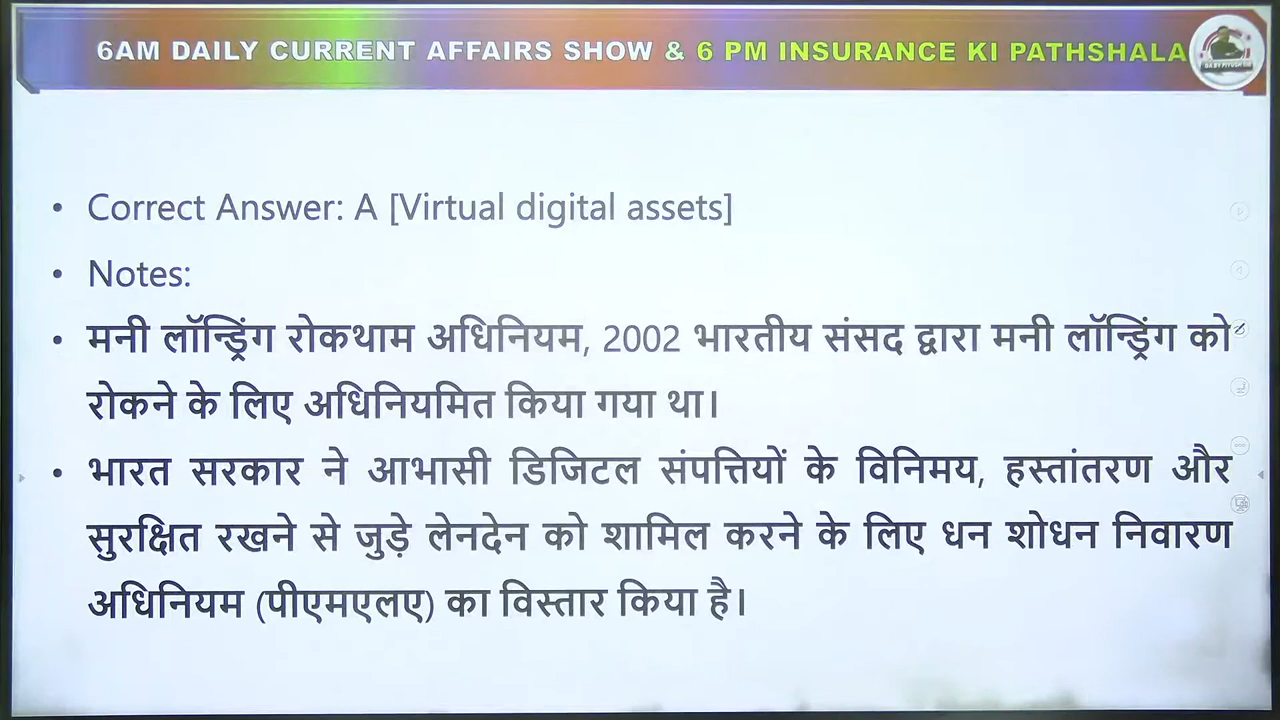 6AM DAILY CURRENT AFFAIRS SHOW & 6 PM INSURANCE KI PATHSHALA
• Correct Answer: A [Virtual digital assets]
• Notes:
• मनी लॉन्ड्रिंग रोकथाम अधिनियम, 2002 भारतीय संसद द्वारा मनी लॉन्ड्रिंग को
रोकने के लिए अधिनियमित किया गया था।
• भारत सरकार ने आभासी डिजिटल संपत्तियों के विनिमय, हस्तांतरण और
सुरक्षित रखने से जुड़े लेनदेन को शामिल करने के लिए धन शोधन निवारण
अधिनियम (पीएमएलए) का विस्तार किया है।